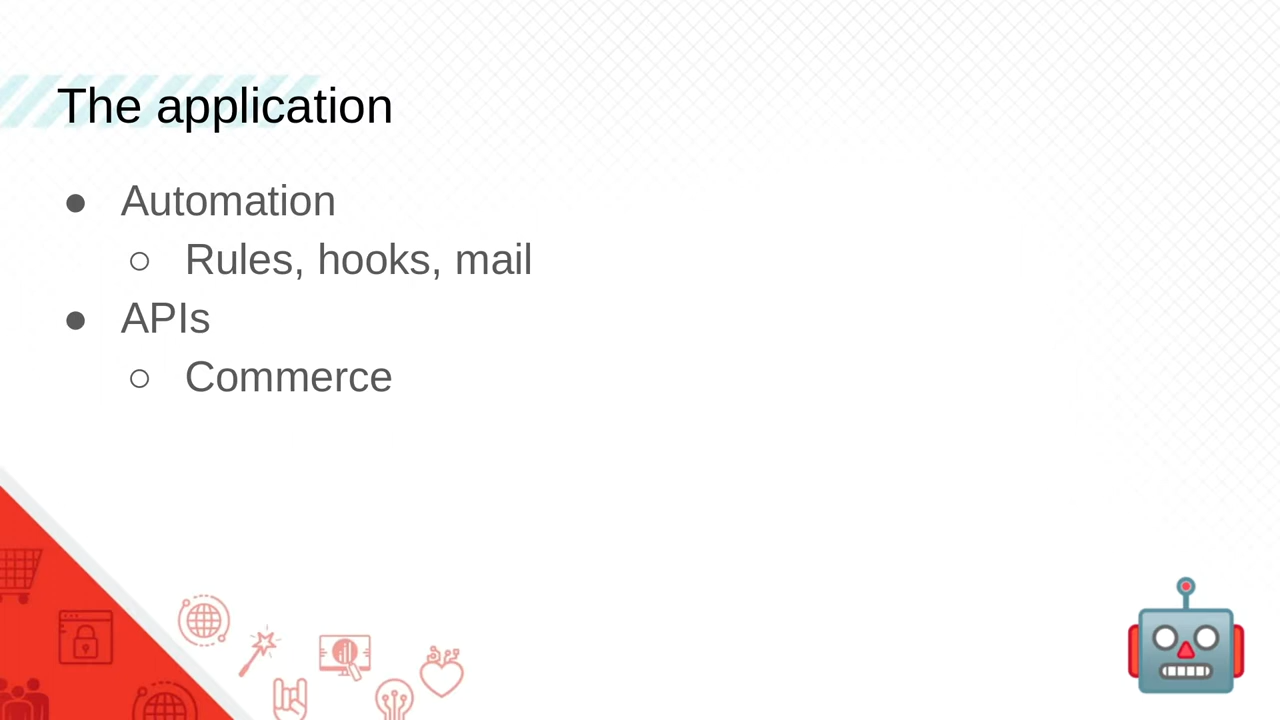 The application
● Automation
○ Rules, hooks, mail
● APIs
○ Commerce